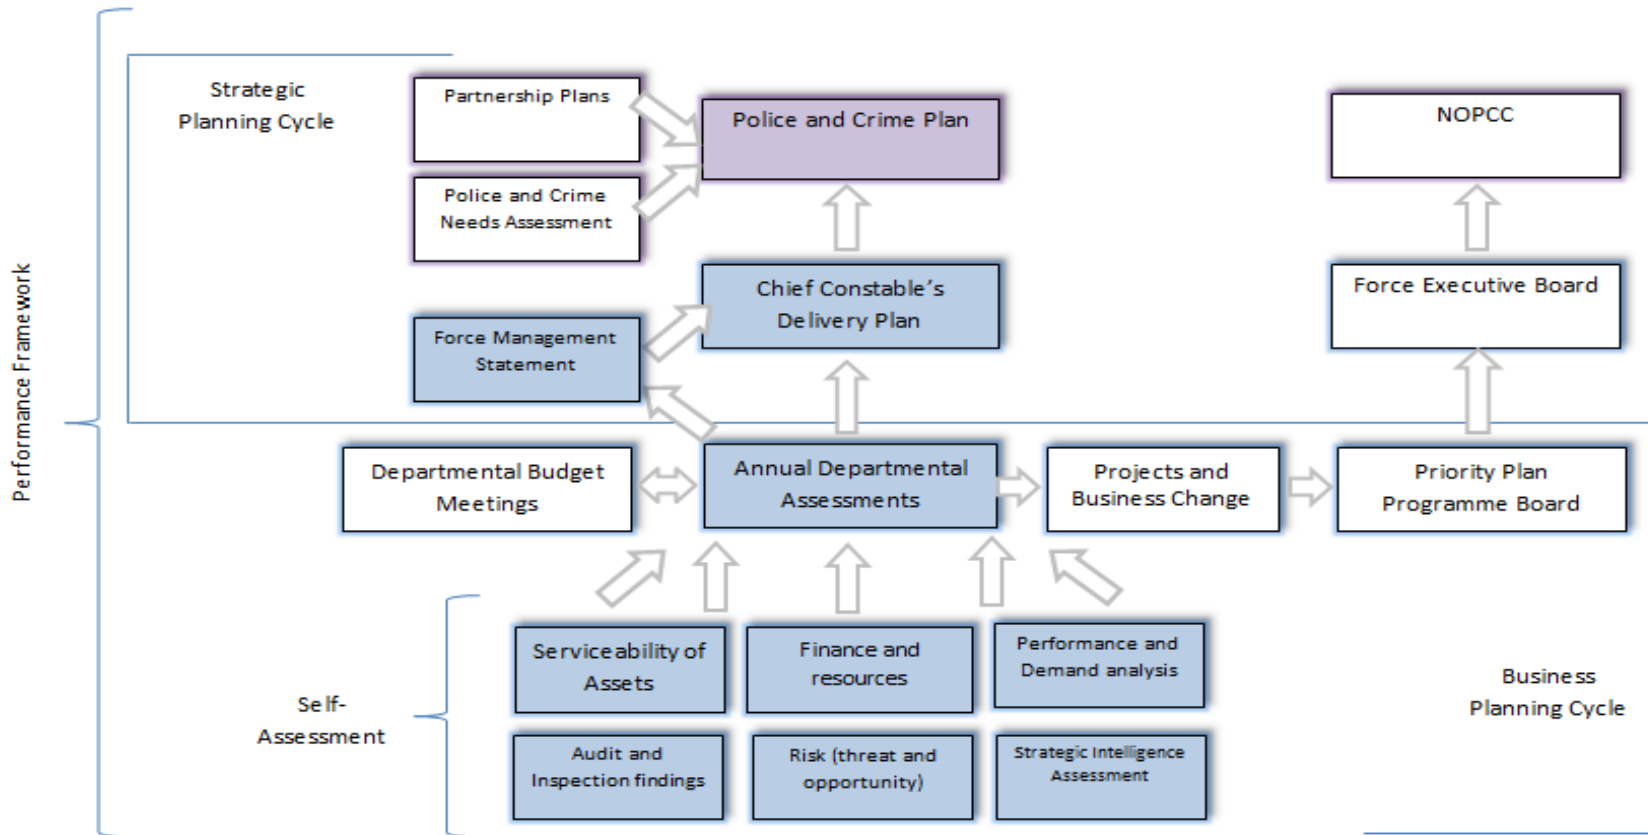 Performance Framework
Strategic
Planning Cycle
Partnership Plans
Police and Crime
Needs Assessment
Police and Crime Plan
NOPCC
Force Management
Statement
Chief Constable’s
Delivery Plan
Force Executive Board
Departmental Budget
Meetings
Annual Departmental
Assessments
Projects and
Business Change
Priority Plan
Programme Board
Self-
Assessment
Serviceability of
Assets
Finance and
resources
Performance and
Demand analysis
Audit and
Inspection findings
Risk (threat and
opportunity)
Strategic Intelligence
Assessment
Business
Planning Cycle